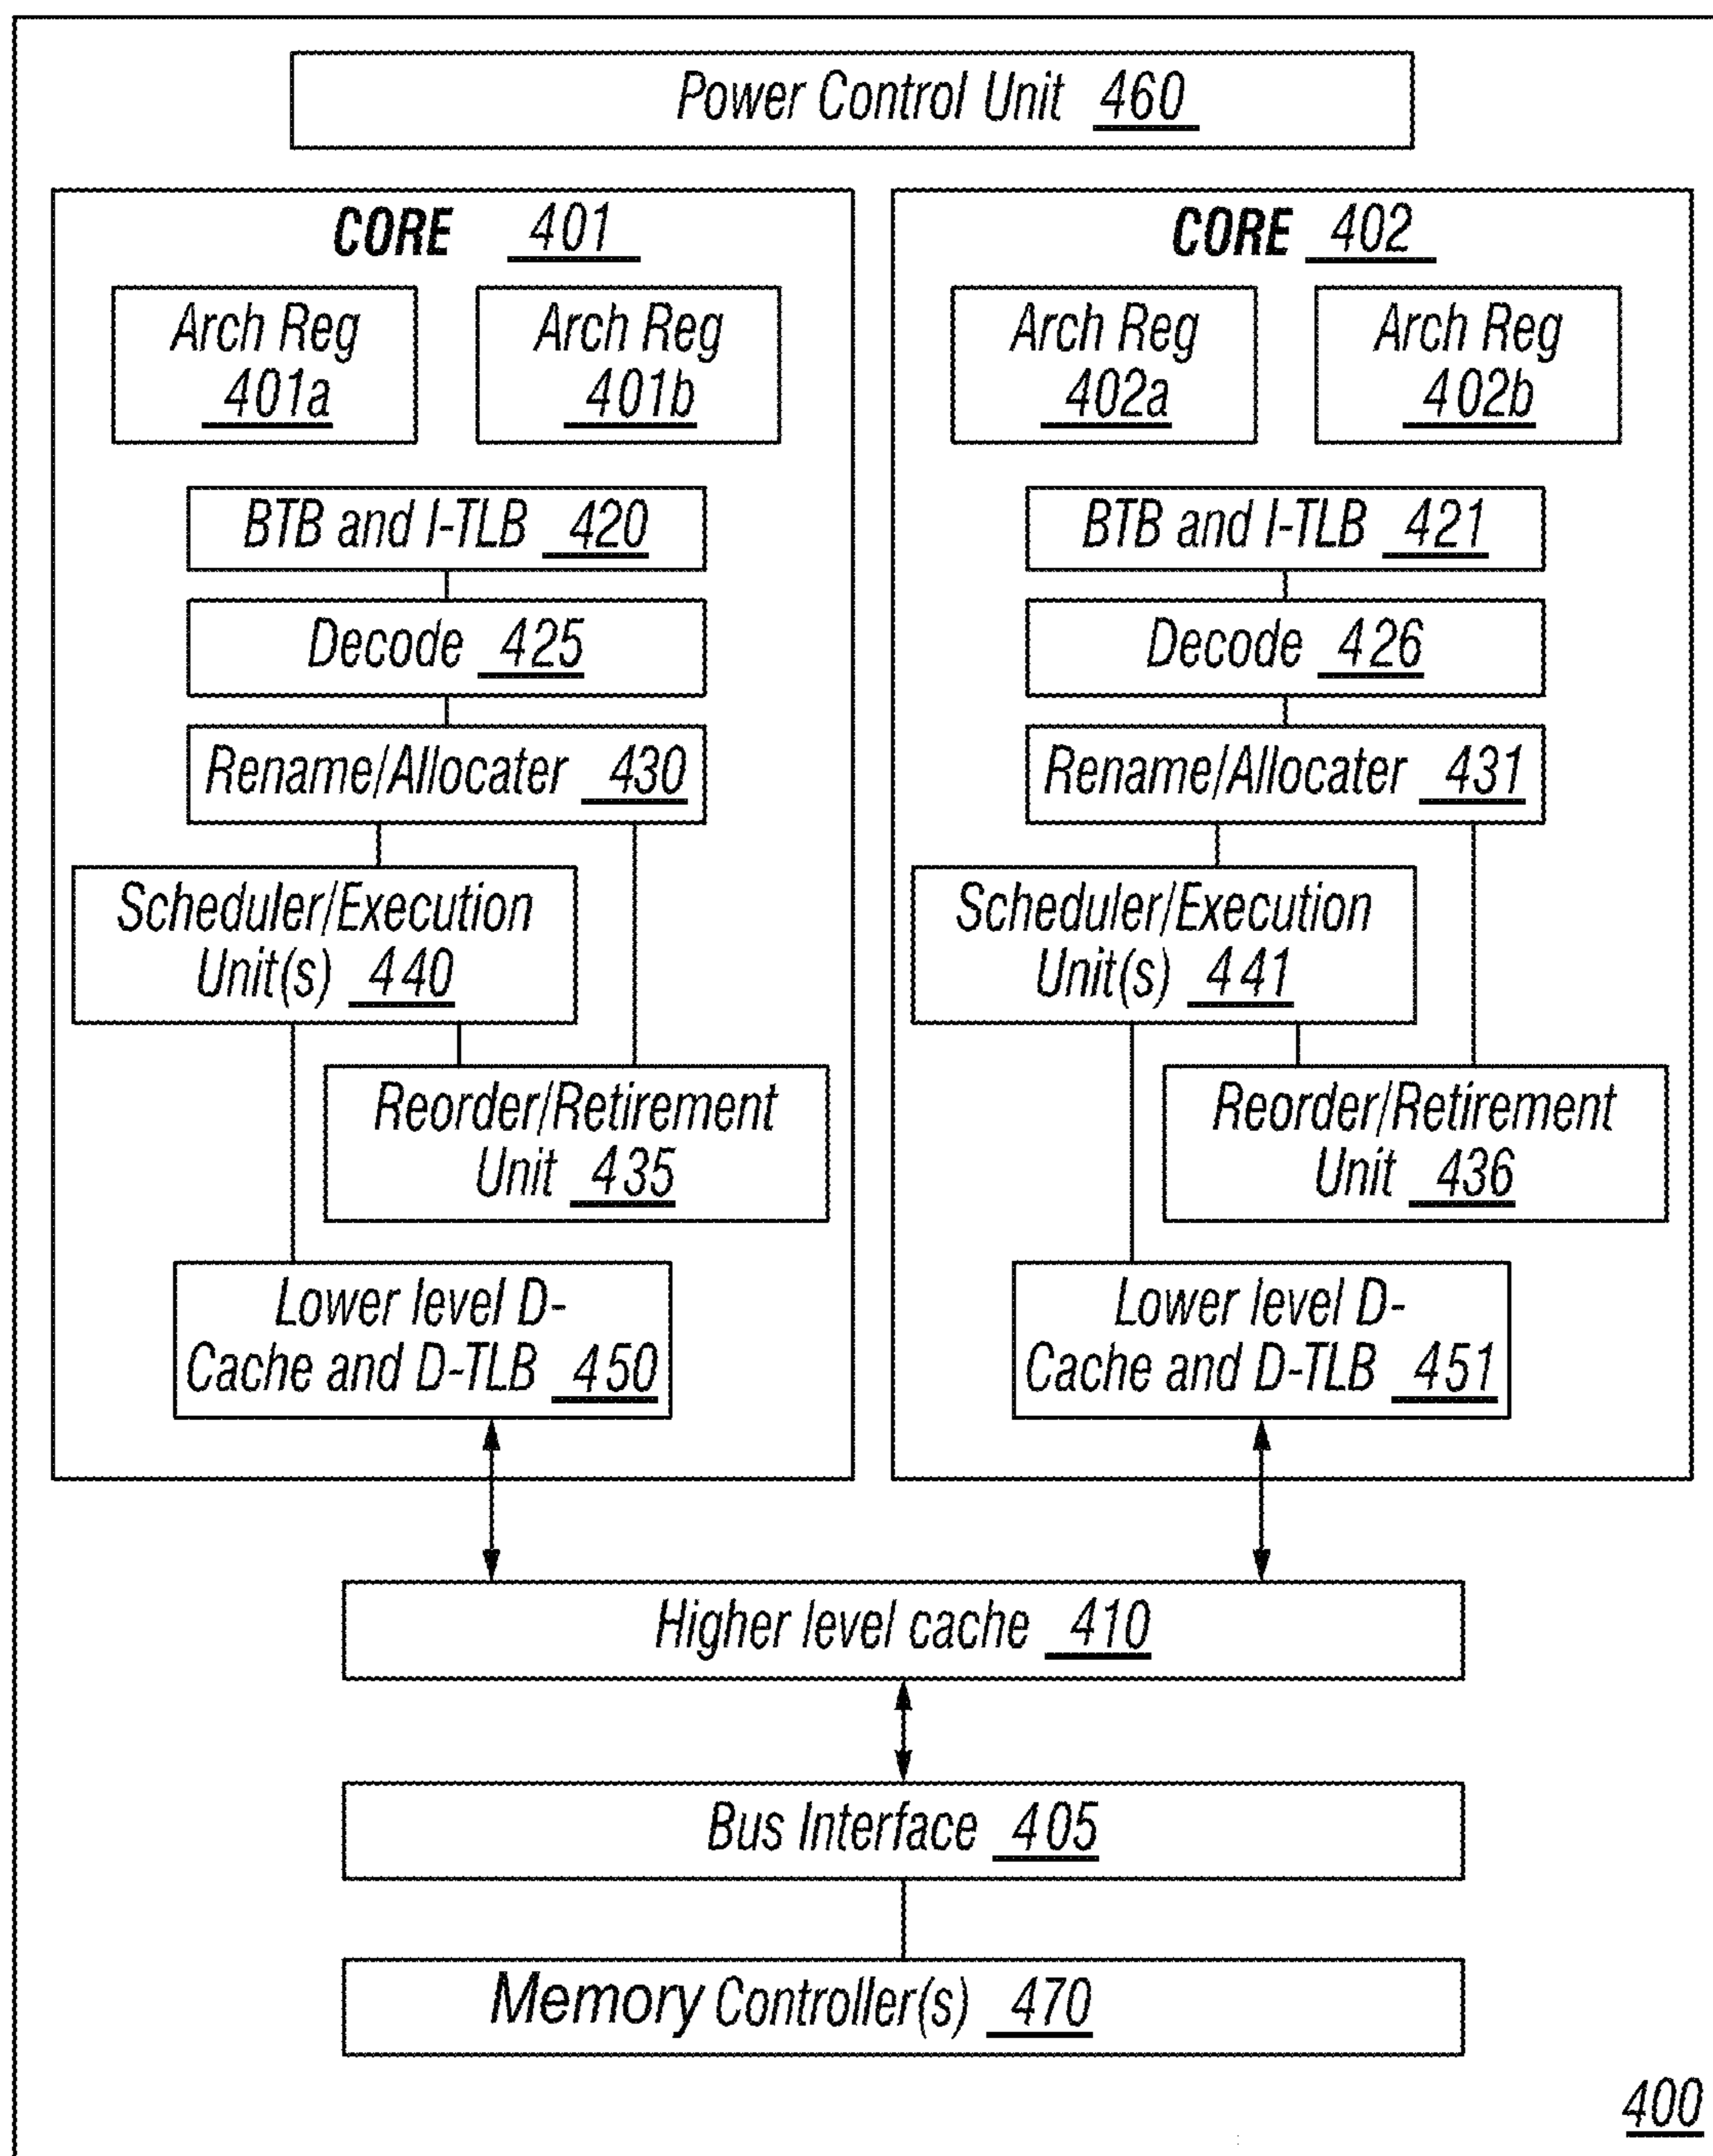 Power Control Unit 460
CORE 401
Arch Reg
401a
Arch Reg
401b
BTB and I-TLB 420
Decode 425
Rename/Allocater 430
Scheduler/Execution
Unit(s) 440
Reorder/Retirement
Unit 435
Lower level D-
Cache and D-TLB 450
CORE 402
Arch Reg
402a
Arch Reg
402b
BTB and I-TLB 421
Decode 426
Rename/Allocater 431
Scheduler/Execution
Unit(s) 441
Reorder/Retirement
Unit 436
Lower level D-
Cache and D-TLB 451
Higher level cache 410
Bus Interface 405
Memory Controller(s) 470
400